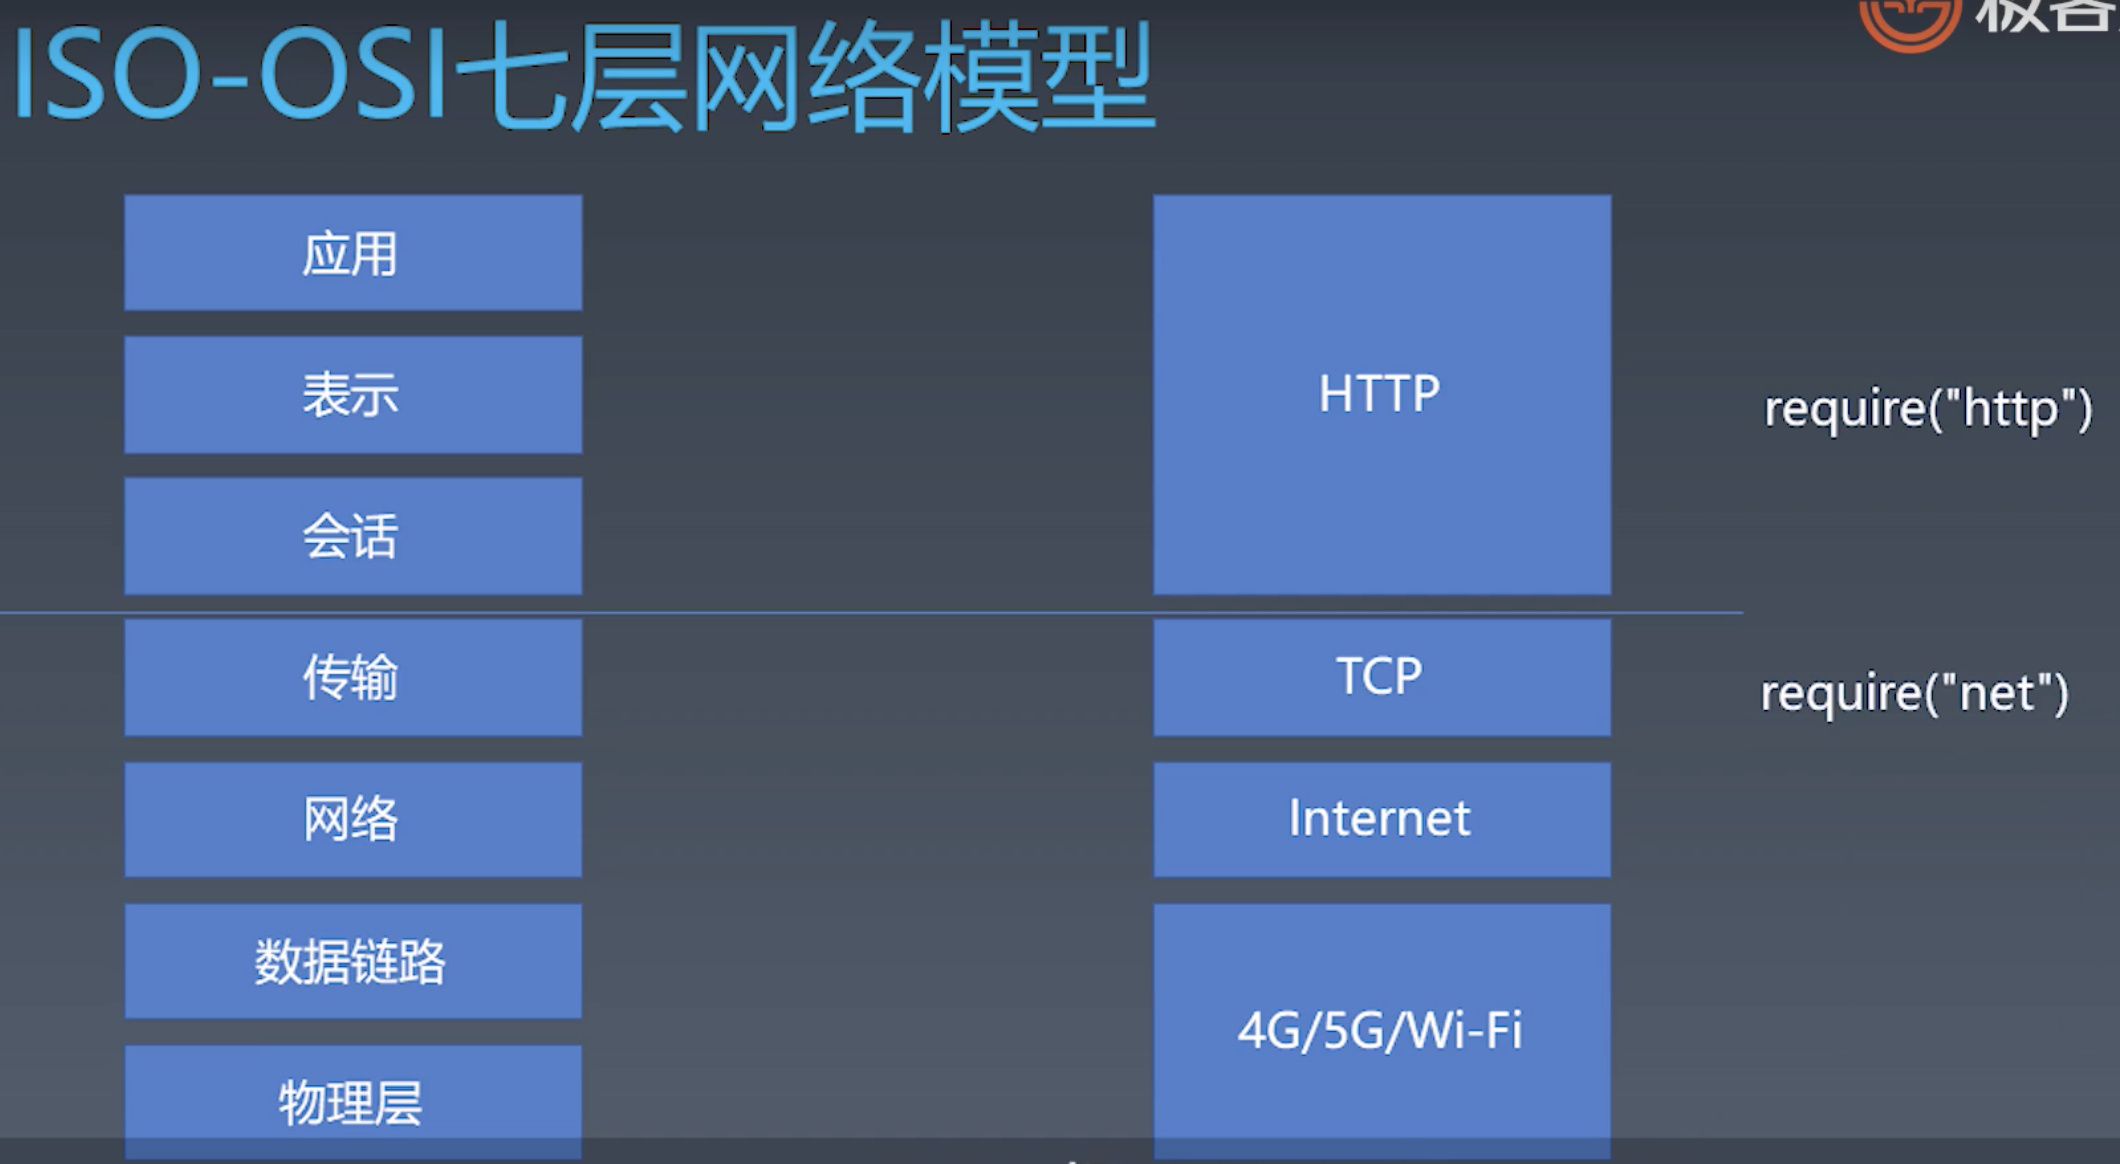 ISO-OSI七层网络模型
应用
表示
会话
传输
网络
数据链路
物理层
HTTP
TCP
Internet
4G/5G/Wi-Fi
require("http")
require("net")